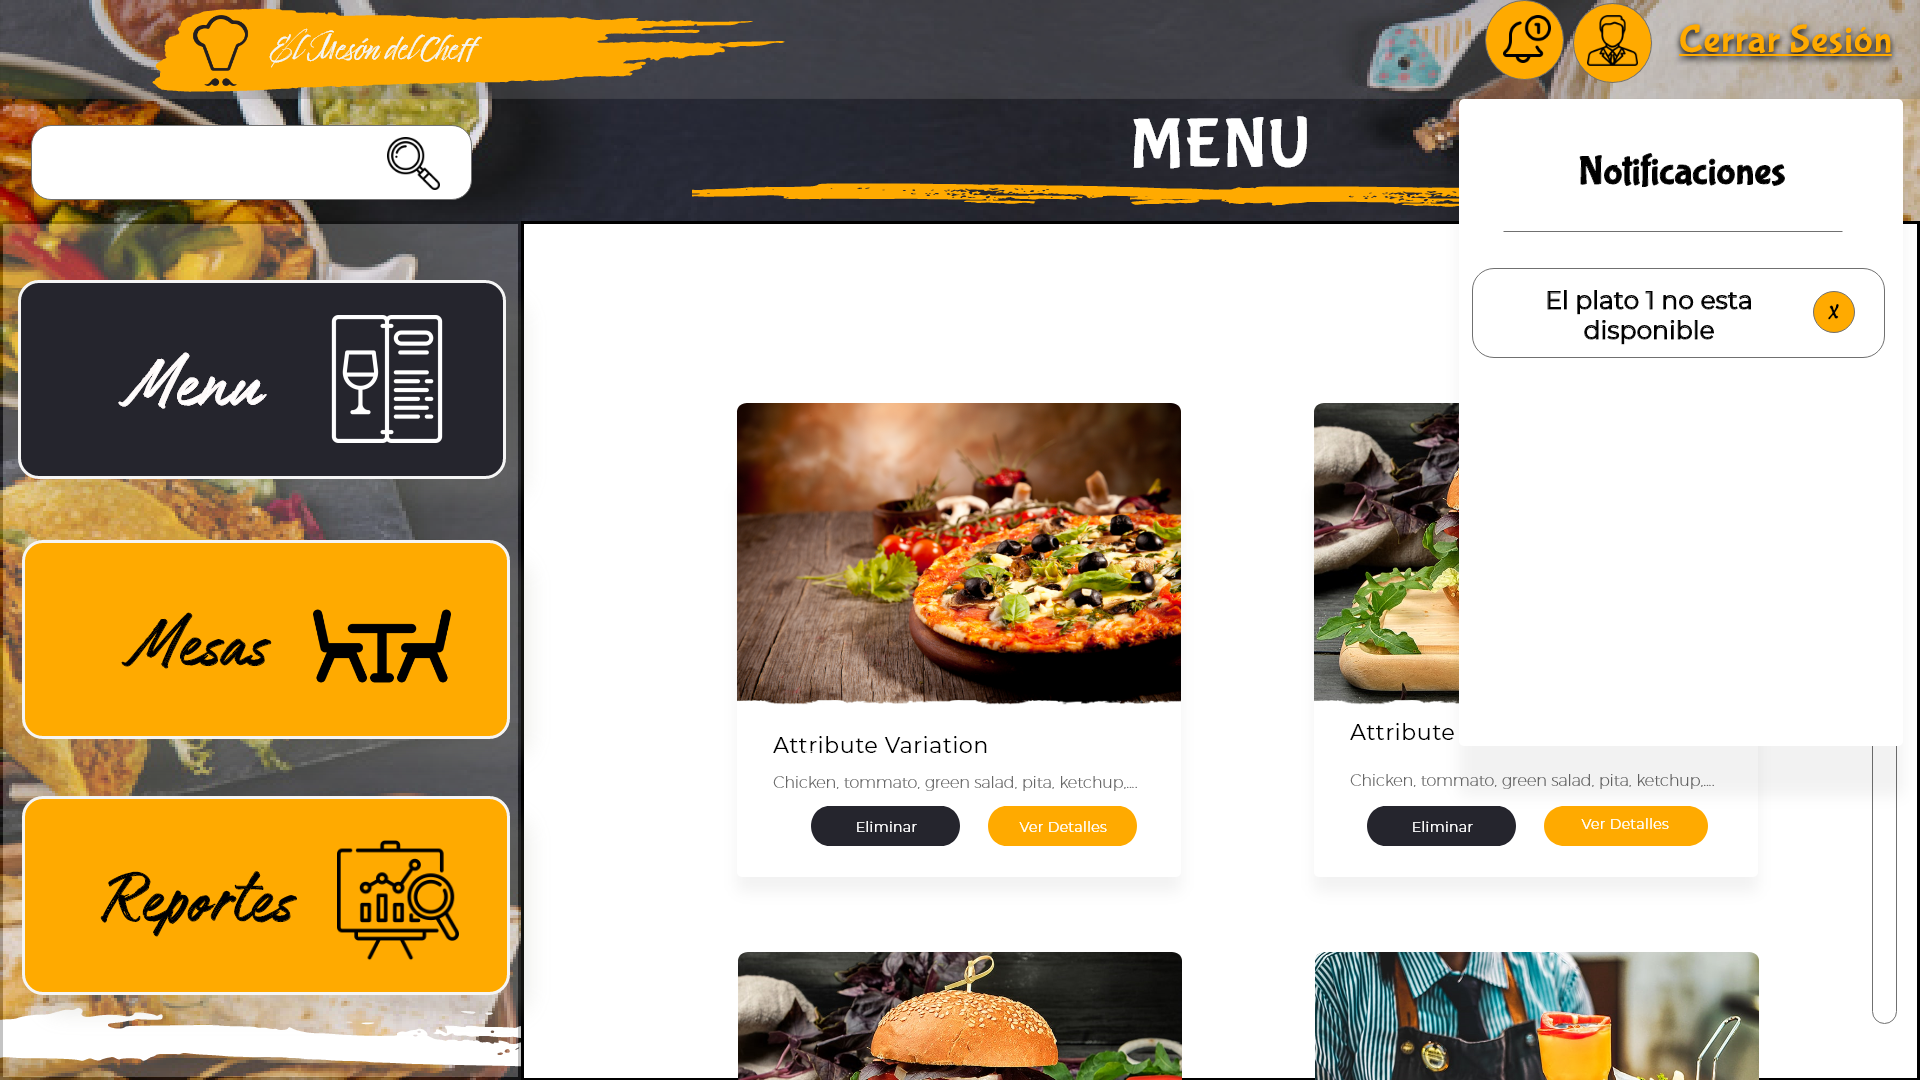 El Mesón del Cheff
1
Cerrar Sesión
MENU
Notificaciones
El plato 1 no esta
disponible
X
Menu
Mesas
Reportes
Attribute Variation
Chicken, tommato, green salad, pita, ketchup,....
Eliminar
Ver Detalles
Attribute
Chicken, tommato, green salad, pita, ketchup,....
Eliminar
Ver Detalles